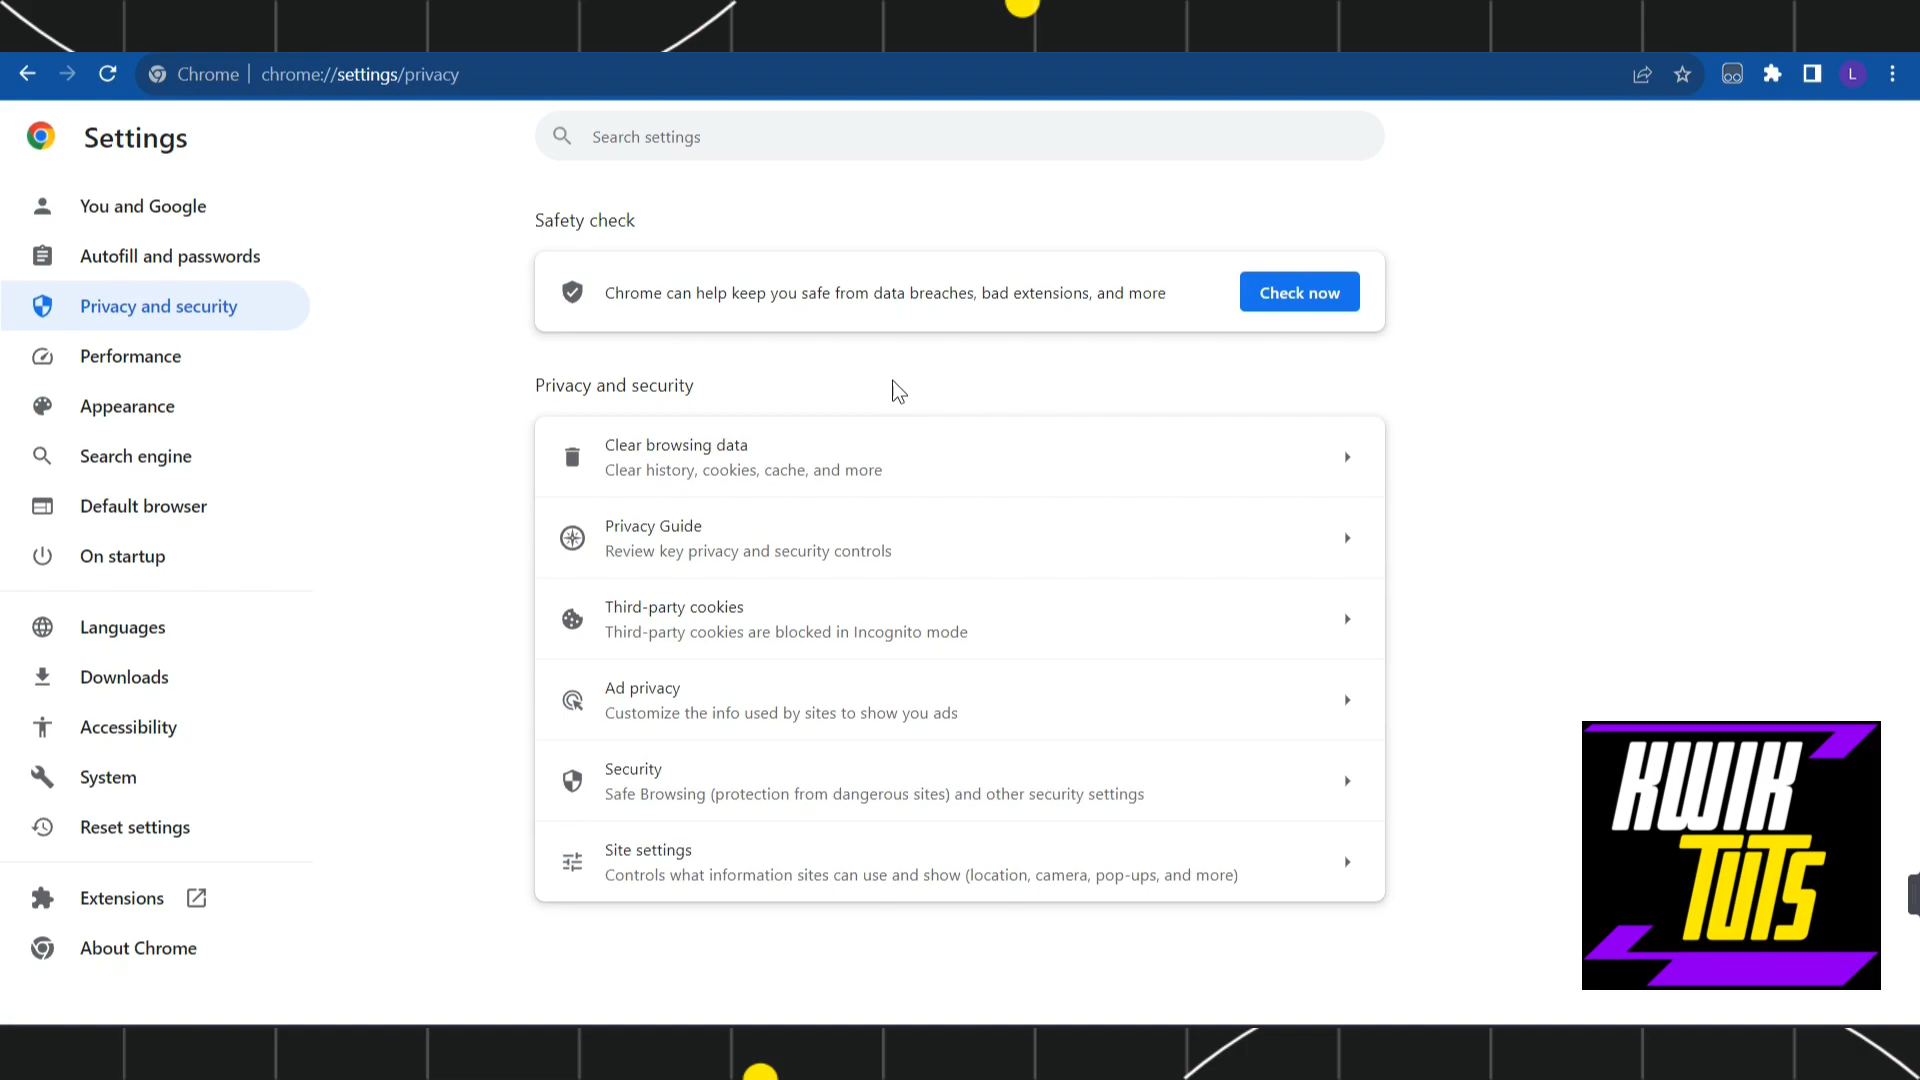 Chrome | chrome://settings/privacy
L
Settings
Search settings
You and Google
Autofill and passwords
Privacy and security
Performance
Appearance
Search engine
Default browser
On startup
Languages
Downloads
Accessibility
System
Reset settings
Extensions
About Chrome
Safety check
Chrome can help keep you safe from data breaches, bad extensions, and more
Check now
Privacy and security
Clear browsing data
Clear history, cookies, cache, and more
Privacy Guide
Review key privacy and security controls
Third-party cookies
Third-party cookies are blocked in Incognito mode
Ad privacy
Customize the info used by sites to show you ads
Security
Safe Browsing (protection from dangerous sites) and other security settings
Site settings
Controls what information sites can use and show (location, camera, pop-ups, and more)
KWIK
TUTS